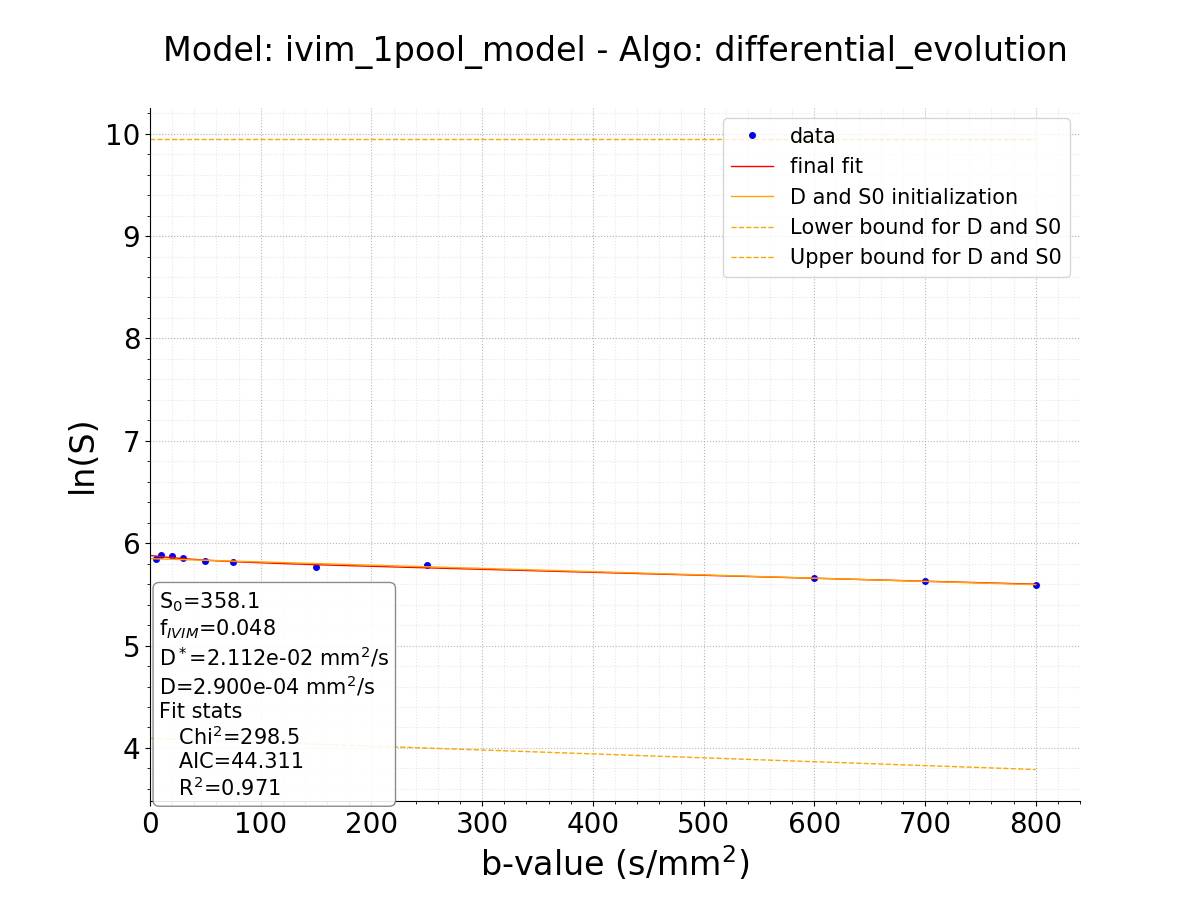 Model: ivim_1pool_model - Algo: differential_evolution
10
9
8
7
6
5
4
ln(S)
data
final fit
D and S0 initialization
Lower bound for D and S0
Upper bound for D and S0
S₀=358.1
f_IVIM=0.048
D*=2.112e-02 mm²/s
D=2.900e-04 mm²/s
Fit stats
Chi²=298.5
AIC=44.311
R²=0.971
0 100 200 300 400 500 600 700 800
b-value (s/mm²)